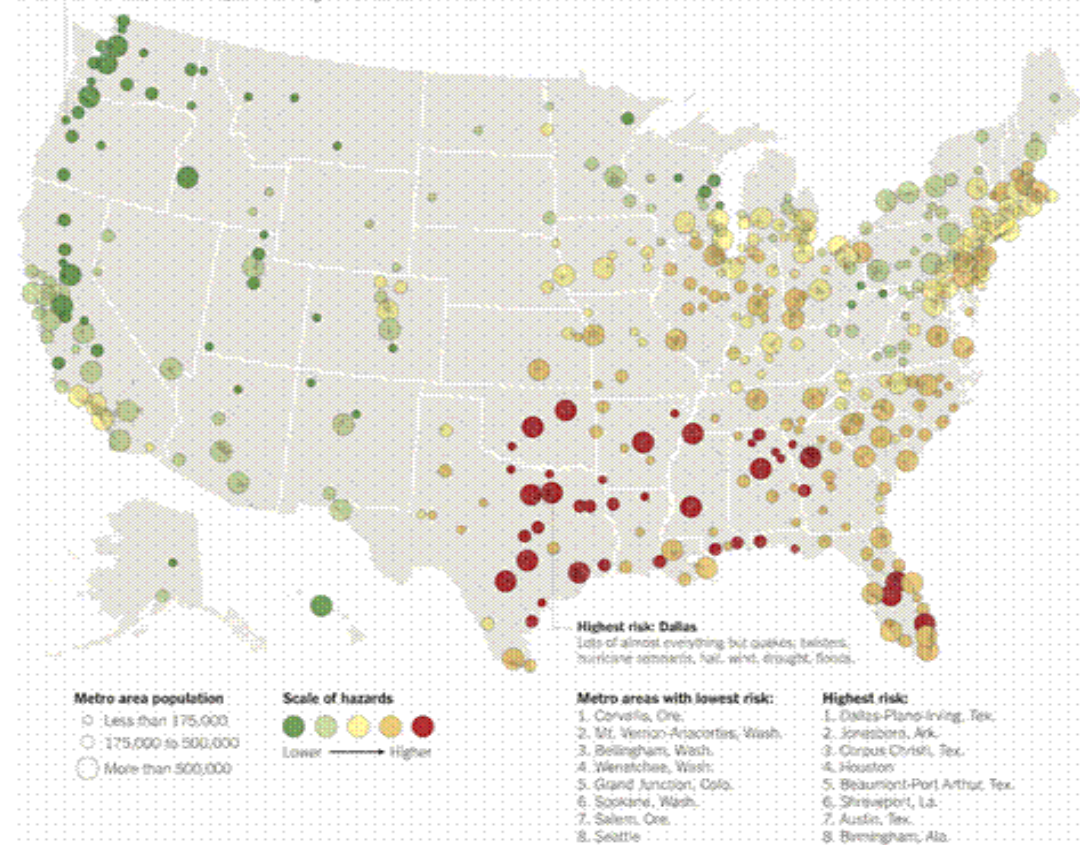 Highest risk: Dallas
Lots of almost everything but quakes; twisters,
hurricane remnants, hail, wind, drought, floods.
Metro area population
Less than 175,000
175,000 to 500,000
More than 500,000
Scale of hazards
Lower Higher
Metro areas with lowest risk:
1. Corvallis, Ore.
2. Mt. Vernon-Anacortes, Wash.
3. Bellingham, Wash.
4. Wenatchee, Wash.
5. Grand Junction, Colo.
6. Spokane, Wash.
7. Salem, Ore.
8. Seattle
Highest risk:
1. Dallas-Plano-Irving, Tex.
2. Jonesboro, Ark.
3. Corpus Christi, Tex.
4. Houston
5. Beaumont-Port Arthur, Tex.
6. Shreveport, La.
7. Austin, Tex.
8. Birmingham, Ala.